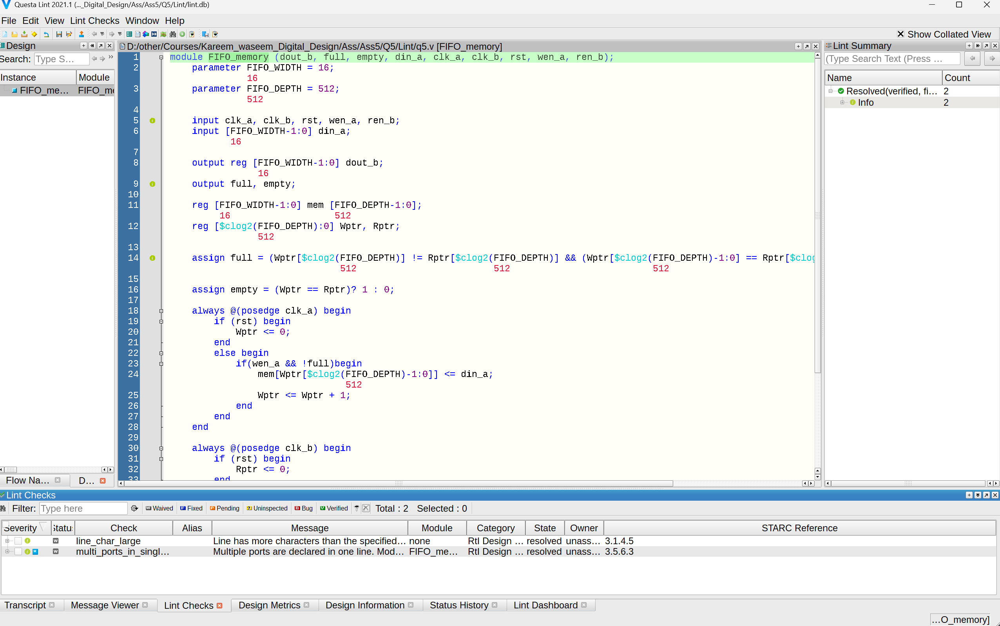 Questa Lint 2021.1 (..._Digital_Design/Ass/Ass5/Q5/Lint/lint.db)
File Edit View Lint Checks Window Help
Show Collated View
Design
Search: Type S...
Instance Module
FIFO_me... FIFO_me
D:/other/Courses/Kareem_waseem_Digital_Design/Ass/Ass5/Q5/Lint/q5.v [FIFO_memory]
1 module FIFO_memory (dout_b, full, empty, din_a, clk_a, clk_b, rst, wen_a, ren_b);
2 parameter FIFO_WIDTH = 16;
16
3 parameter FIFO_DEPTH = 512;
512
4
5 input clk_a, clk_b, rst, wen_a, ren_b;
6 input [FIFO_WIDTH-1:0] din_a;
16
7
8 output reg [FIFO_WIDTH-1:0] dout_b;
16
9 output full, empty;
10
11 reg [FIFO_WIDTH-1:0] mem [FIFO_DEPTH-1:0];
16 512
12 reg [$clog2(FIFO_DEPTH):0] Wptr, Rptr;
512
13
14 assign full = (Wptr[$clog2(FIFO_DEPTH)] != Rptr[$clog2(FIFO_DEPTH)] && (Wptr[$clog2(FIFO_DEPTH)-1:0] == Rptr[$clog
512 512 512
15
16 assign empty = (Wptr == Rptr)? 1 : 0;
17
18 always @(posedge clk_a) begin
19 if (rst) begin
20 Wptr <= 0;
21 end
22 else begin
23 if(wen_a && !full)begin
24 mem[Wptr[$clog2(FIFO_DEPTH)-1:0]] <= din_a;
512
25 Wptr <= Wptr + 1;
26 end
27 end
28 end
29
30 always @(posedge clk_b) begin
31 if (rst) begin
32 Rptr <= 0;
33 end
Flow Na... D...
Lint Summary
(Type Search Text (Press ...
Name Count
Resolved(verified, fi... 2
Info 2
Lint Checks
Filter: Type here Waived Fixed Pending Uninspected Bug Verified Total : 2 Selected : 0
Severity Status Check Alias Message Module Category State Owner STARC Reference
W line_char_large Line has more characters than the specified... none Rtl Design ... resolved unass... 3.1.4.5
M W multi_ports_in_singl... Multiple ports are declared in one line. Mod... FIFO_me... Rtl Design ... resolved unass... 3.5.6.3
Transcript Message Viewer Lint Checks Design Metrics Design Information Status History Lint Dashboard
...O_memory]